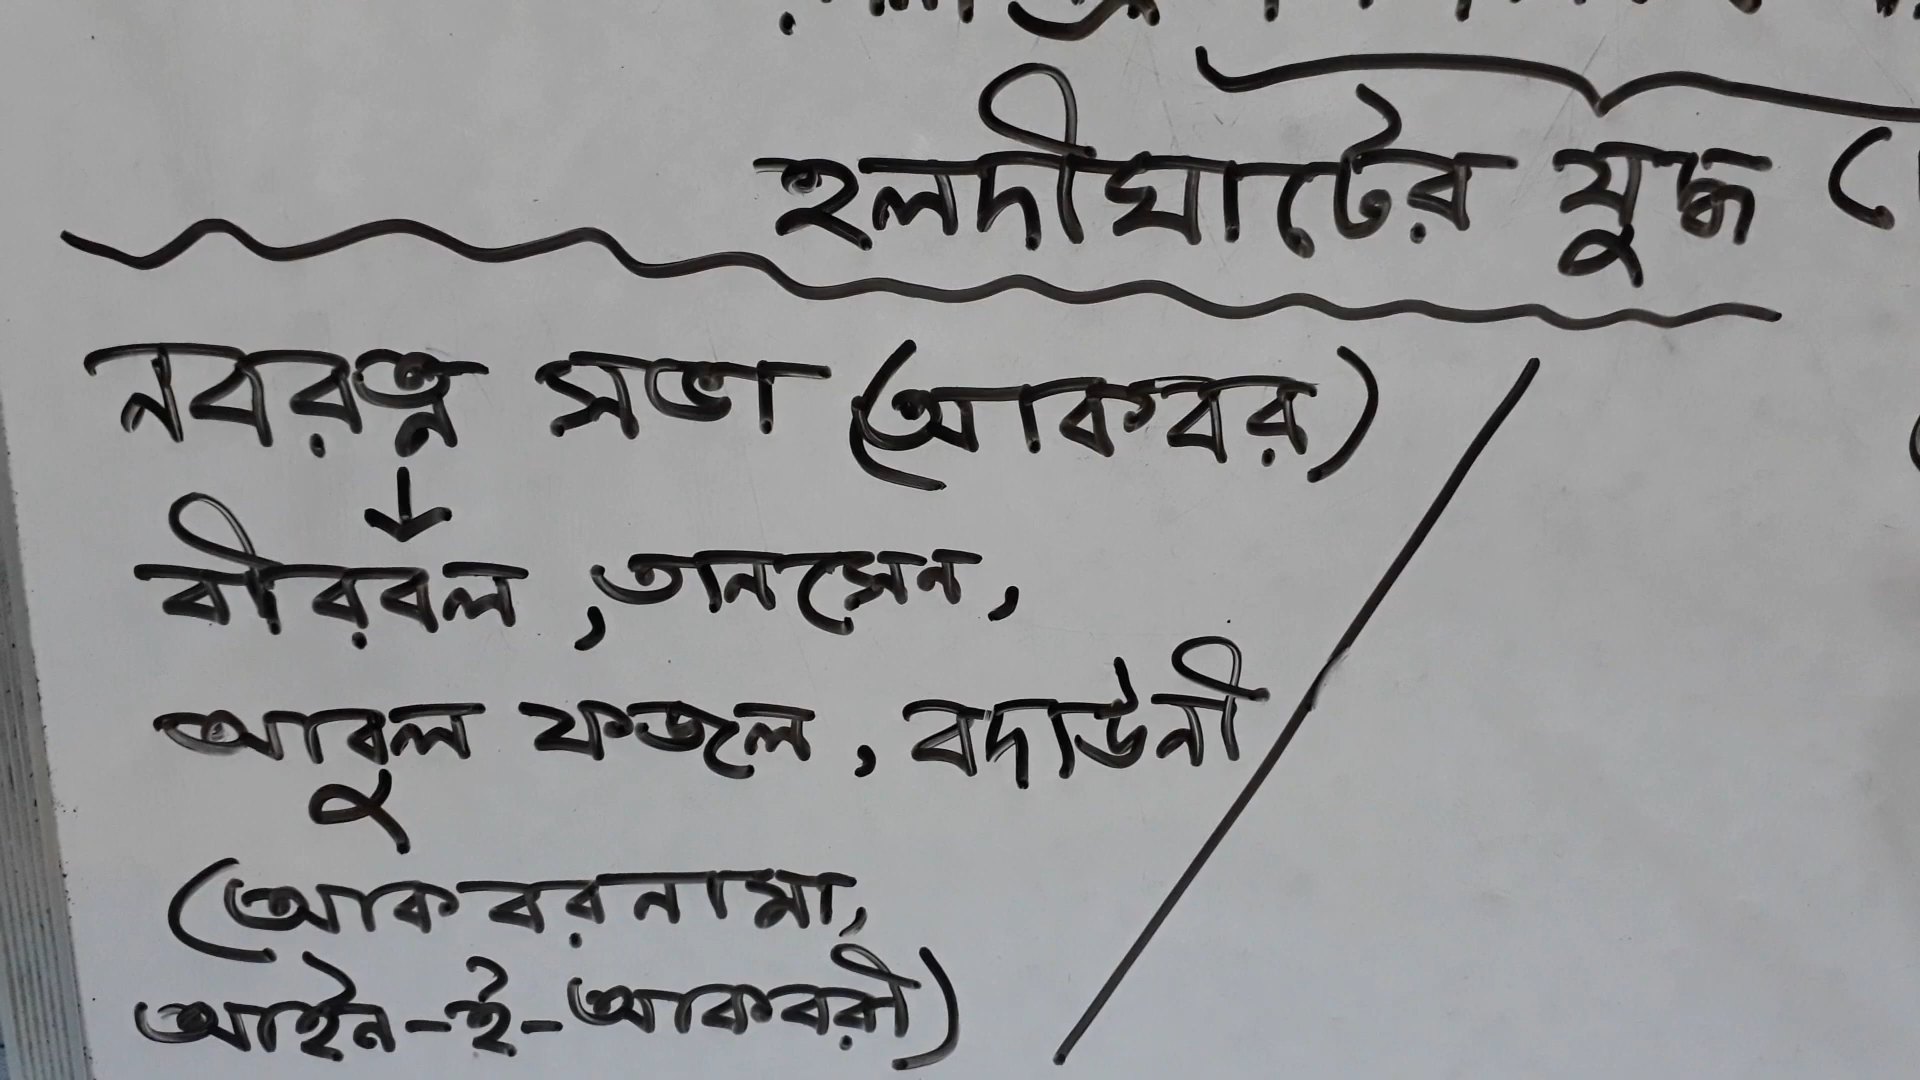 হলদীঘাটের যুদ্ধ (
নবরত্ন সভা (আকবর)
↓
বীরবল, তানসেন,
আবুল ফজল, বদাউনী
(আকবরনামা,
আইন-ই-আকবরী)